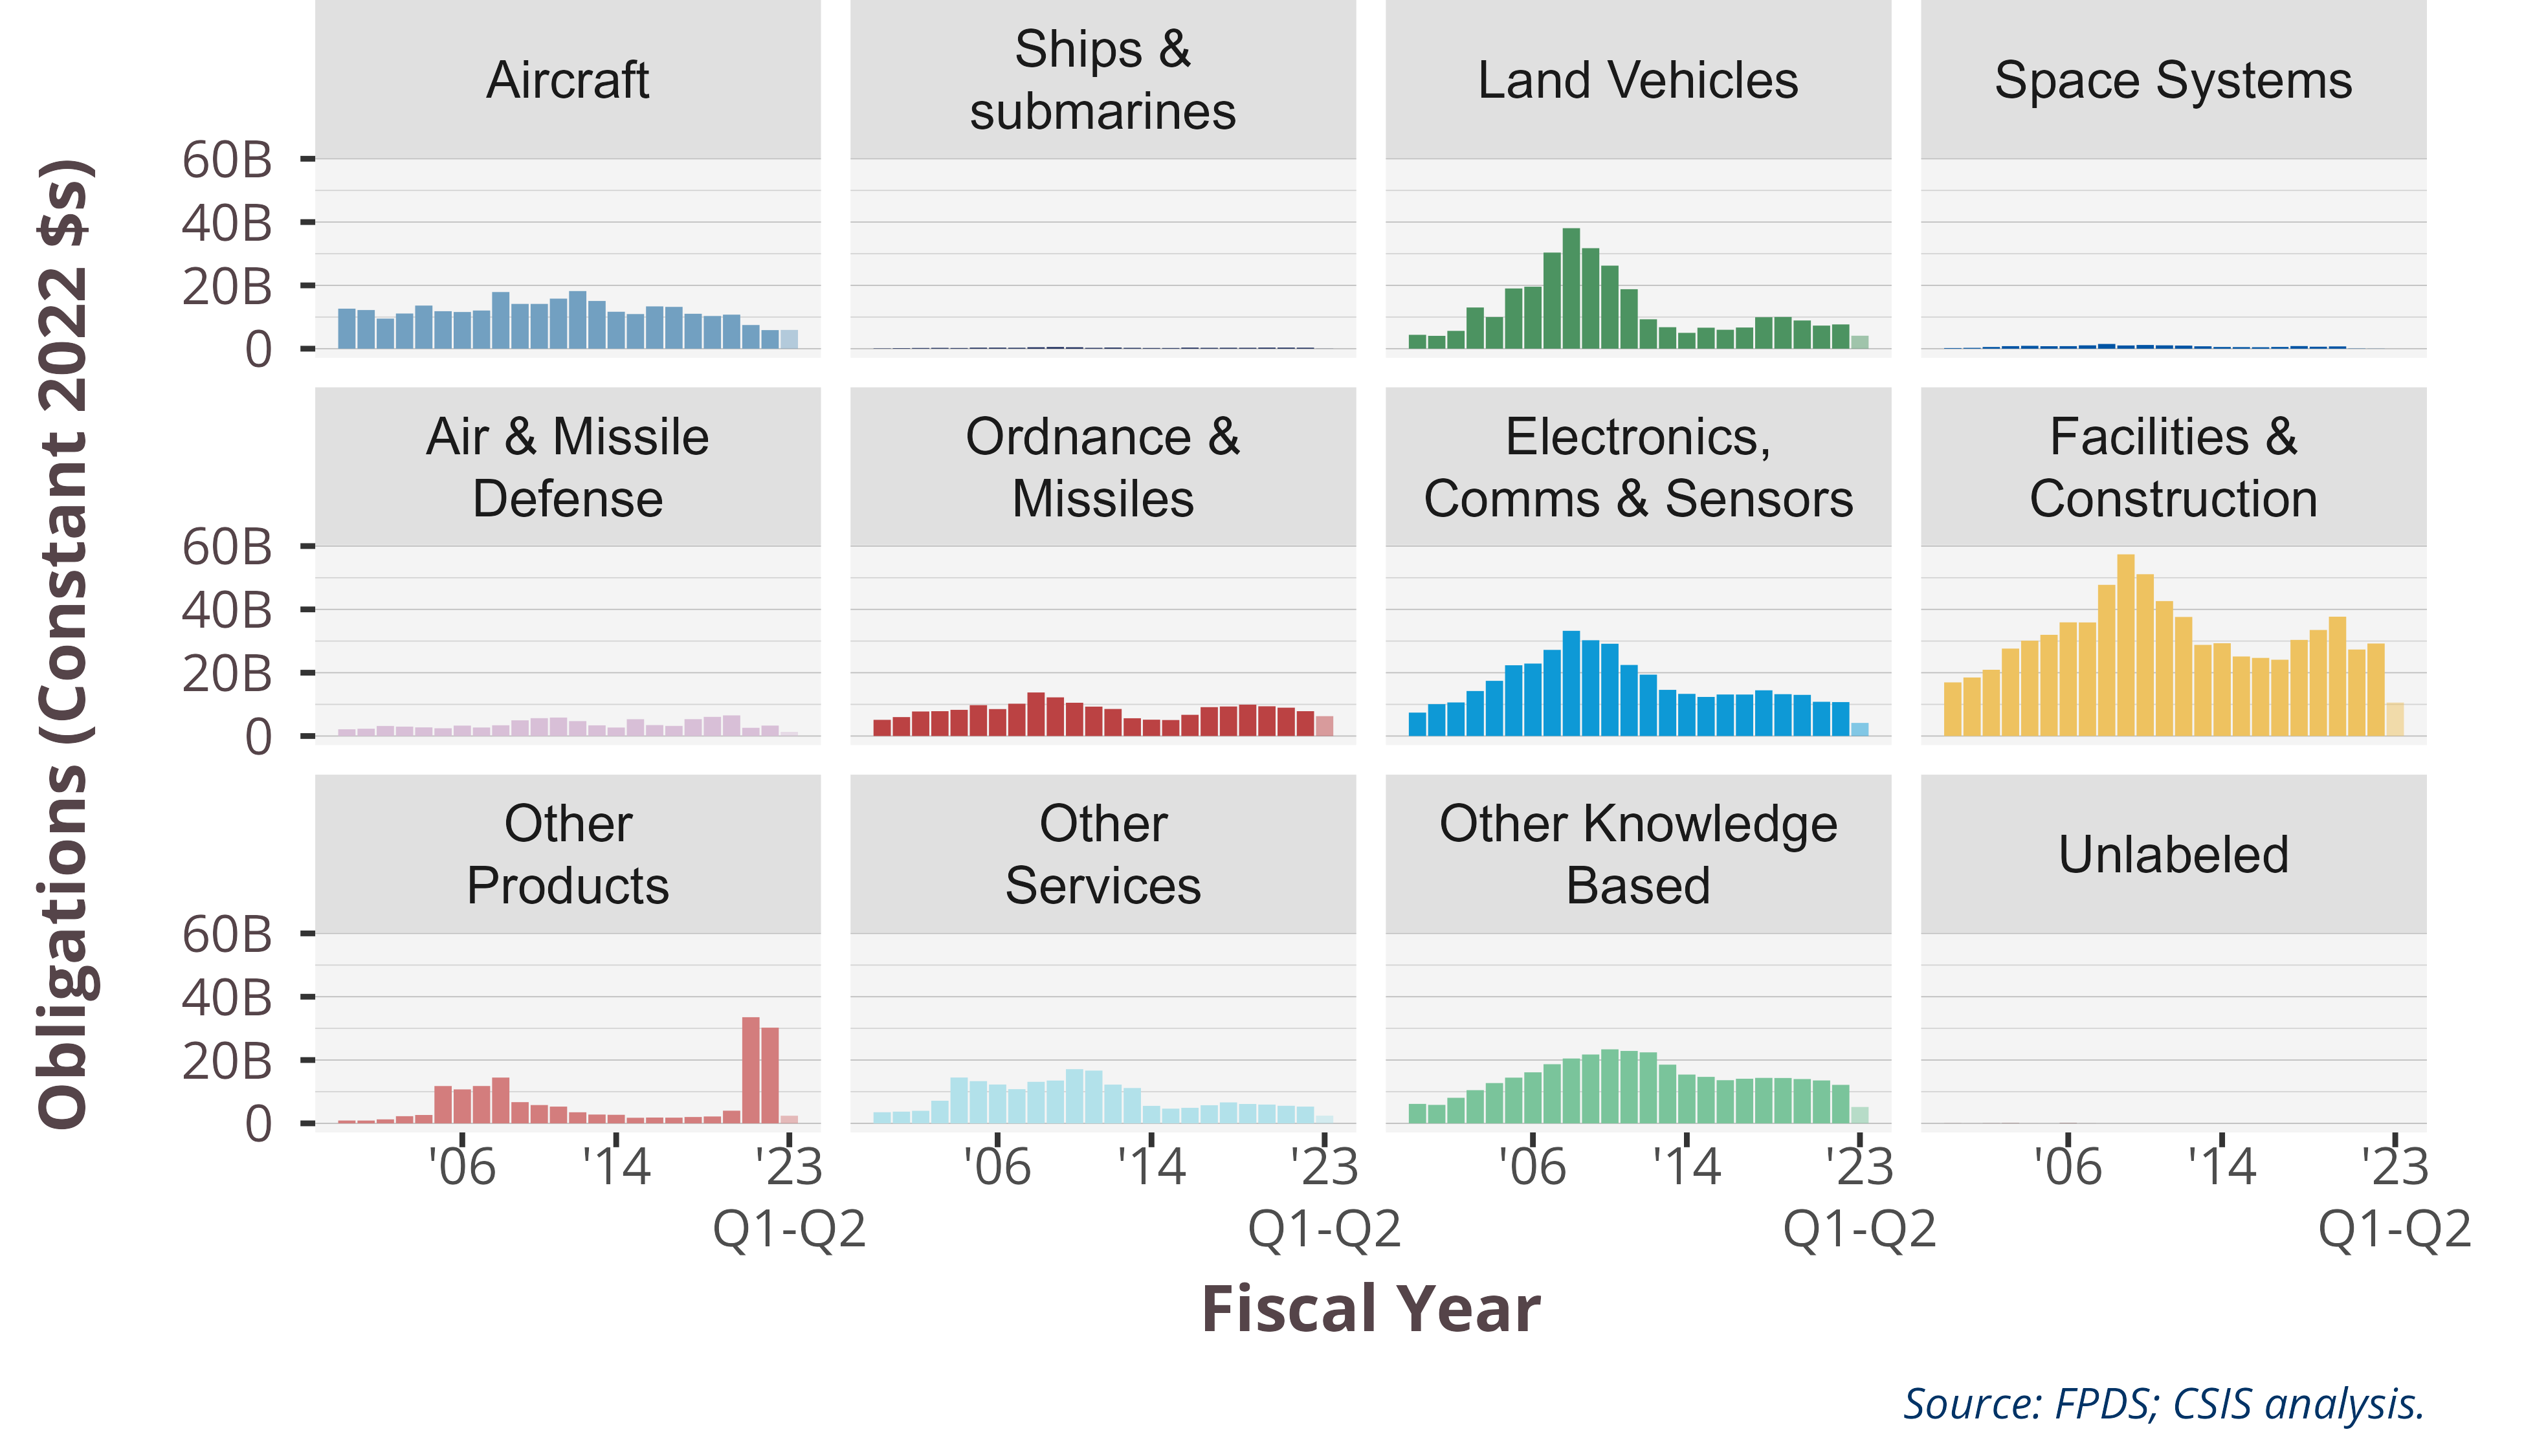 Aircraft
Ships &
submarines
Land Vehicles
Space Systems
60B
40B
20B
0
Air & Missile
Defense
Ordnance &
Missiles
Electronics,
Comms & Sensors
Facilities &
Construction
60B
40B
20B
0
Other
Products
Other
Services
Other Knowledge
Based
Unlabeled
60B
40B
20B
0
Obligations (Constant 2022 $s)
'06 '14 '23
Q1-Q2
'06 '14 '23
Q1-Q2
'06 '14 '23
Q1-Q2
'06 '14 '23
Q1-Q2
Fiscal Year
Source: FPDS; CSIS analysis.